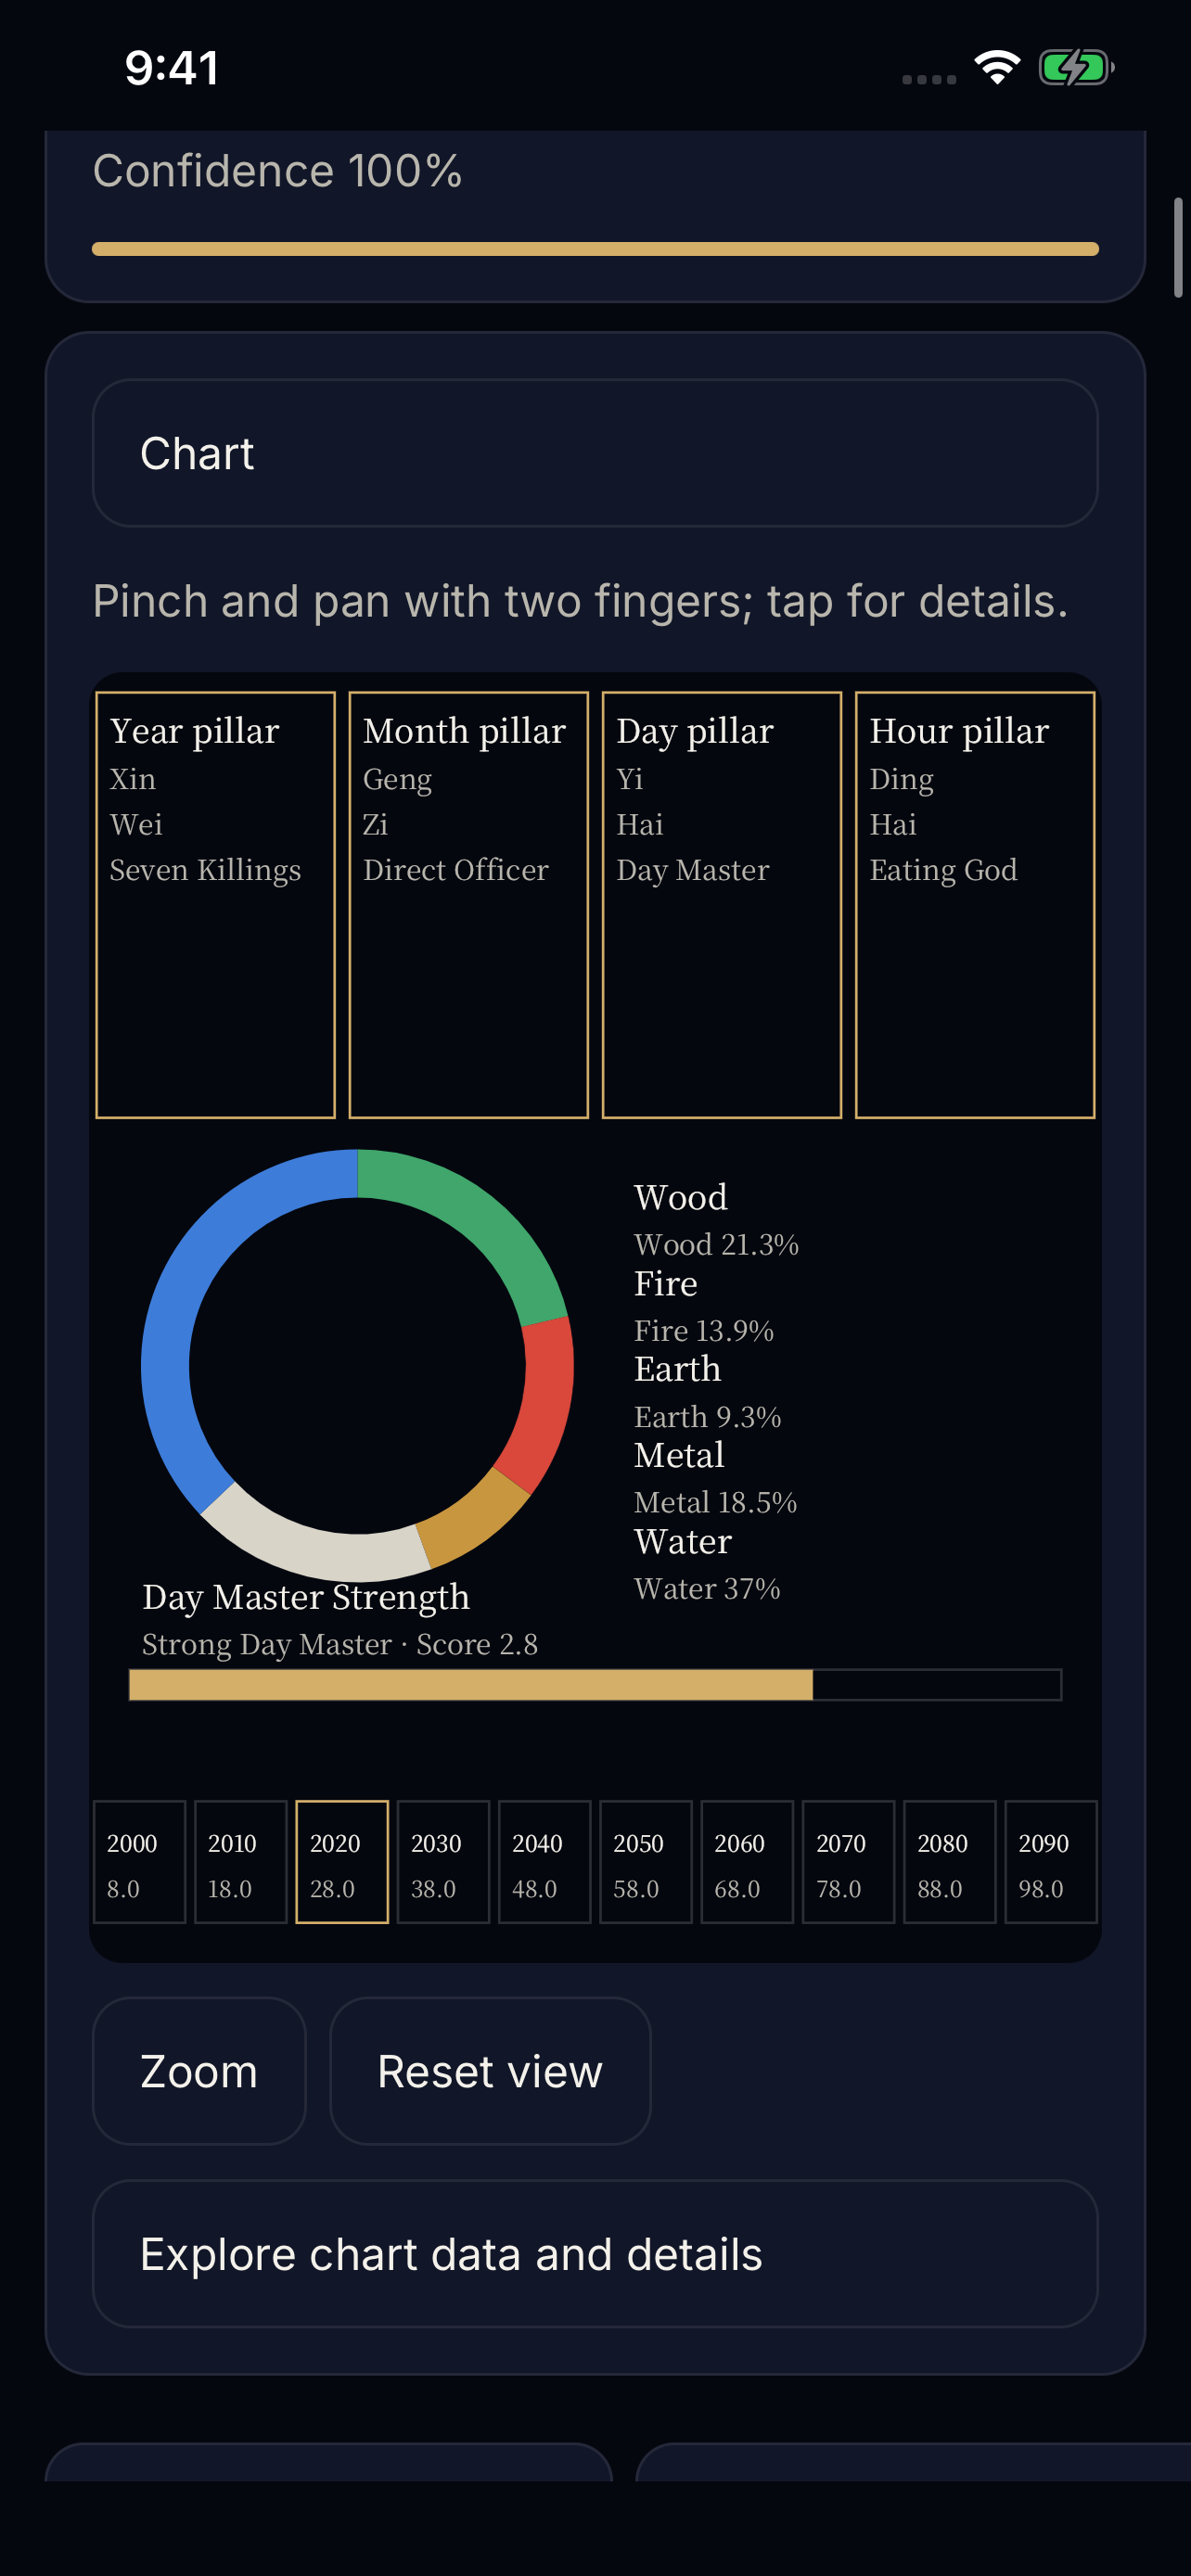 9:41
Confidence 100%
Chart
Pinch and pan with two fingers; tap for details.
Year pillar
Xin
Wei
Seven Killings
Month pillar
Geng
Zi
Direct Officer
Day pillar
Yi
Hai
Day Master
Hour pillar
Ding
Hai
Eating God
Wood
Wood 21.3%
Fire
Fire 13.9%
Earth
Earth 9.3%
Metal
Metal 18.5%
Water
Water 37%
Day Master Strength
Strong Day Master · Score 2.8
2000
8.0
2010
18.0
2020
28.0
2030
38.0
2040
48.0
2050
58.0
2060
68.0
2070
78.0
2080
88.0
2090
98.0
Zoom
Reset view
Explore chart data and details